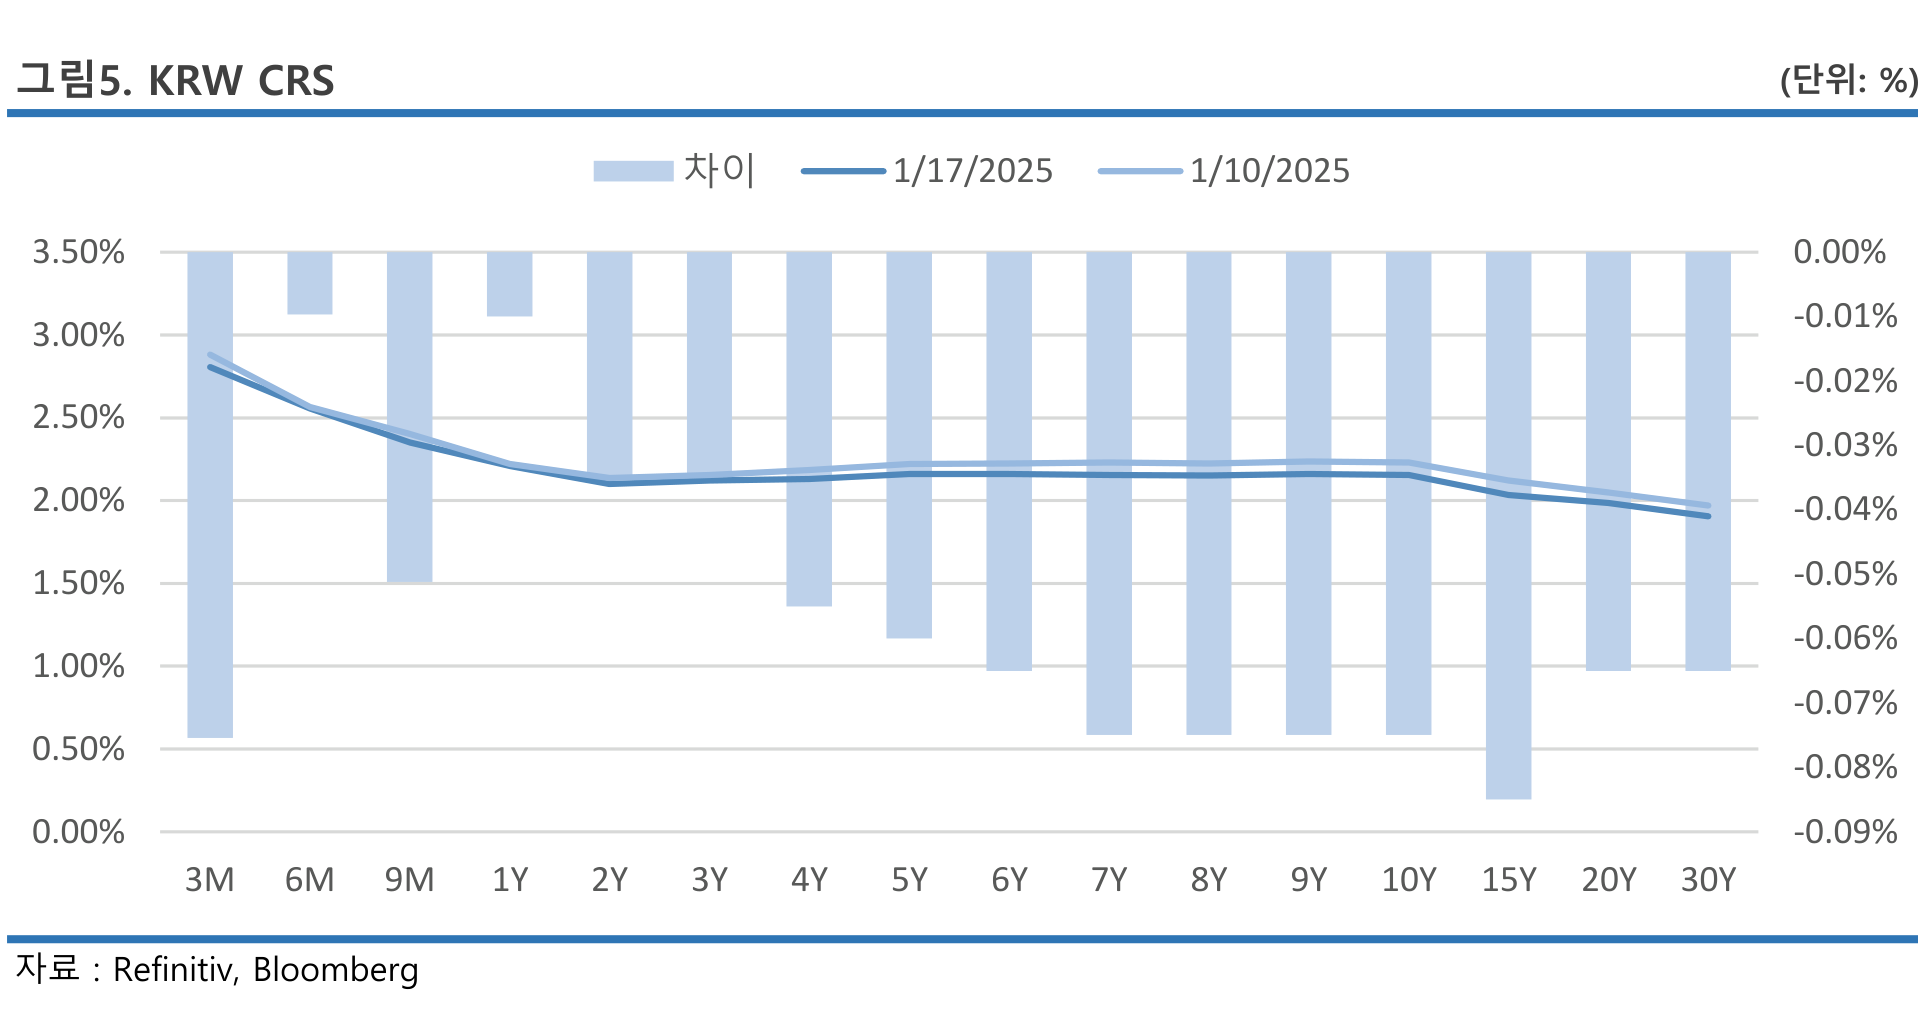 그림5. KRW CRS (단위: %)
차이 1/17/2025 1/10/2025
3.50% 0.00%
3.00% -0.01%
2.50% -0.02%
2.00% -0.03%
1.50% -0.04%
1.00% -0.05%
0.50% -0.06%
0.00% -0.07%
-0.08%
-0.09%
3M 6M 9M 1Y 2Y 3Y 4Y 5Y 6Y 7Y 8Y 9Y 10Y 15Y 20Y 30Y
자료 : Refinitiv, Bloomberg